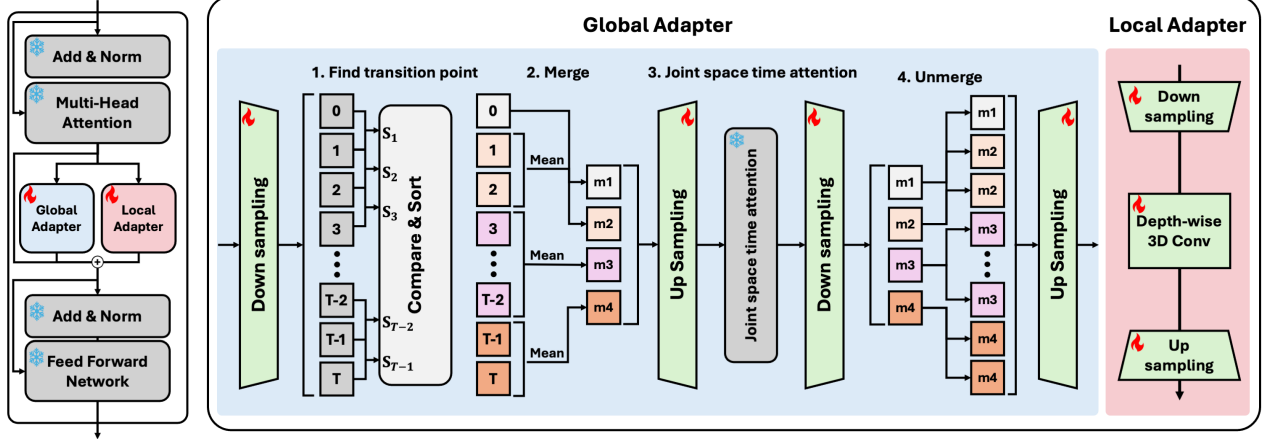 Add & Norm
Multi-Head
Attention
Global
Adapter
Local
Adapter
+
Add & Norm
Feed Forward
Network
Global Adapter
Local Adapter
1. Find transition point
2. Merge
3. Joint space time attention
4. Unmerge
Down sampling
0
1
2
3
T-2
T-1
T
S1
S2
S3
ST−2
ST−1
Compare & Sort
0
1
2
3
T-2
T-1
T
Mean
Mean
Mean
m1
m2
m3
m4
Up Sampling
Joint space time attention
Down sampling
m1
m2
m3
m4
m1
m2
m2
m3
m3
m4
m4
Up Sampling
Down
sampling
Depth-wise
3D Conv
Up
sampling